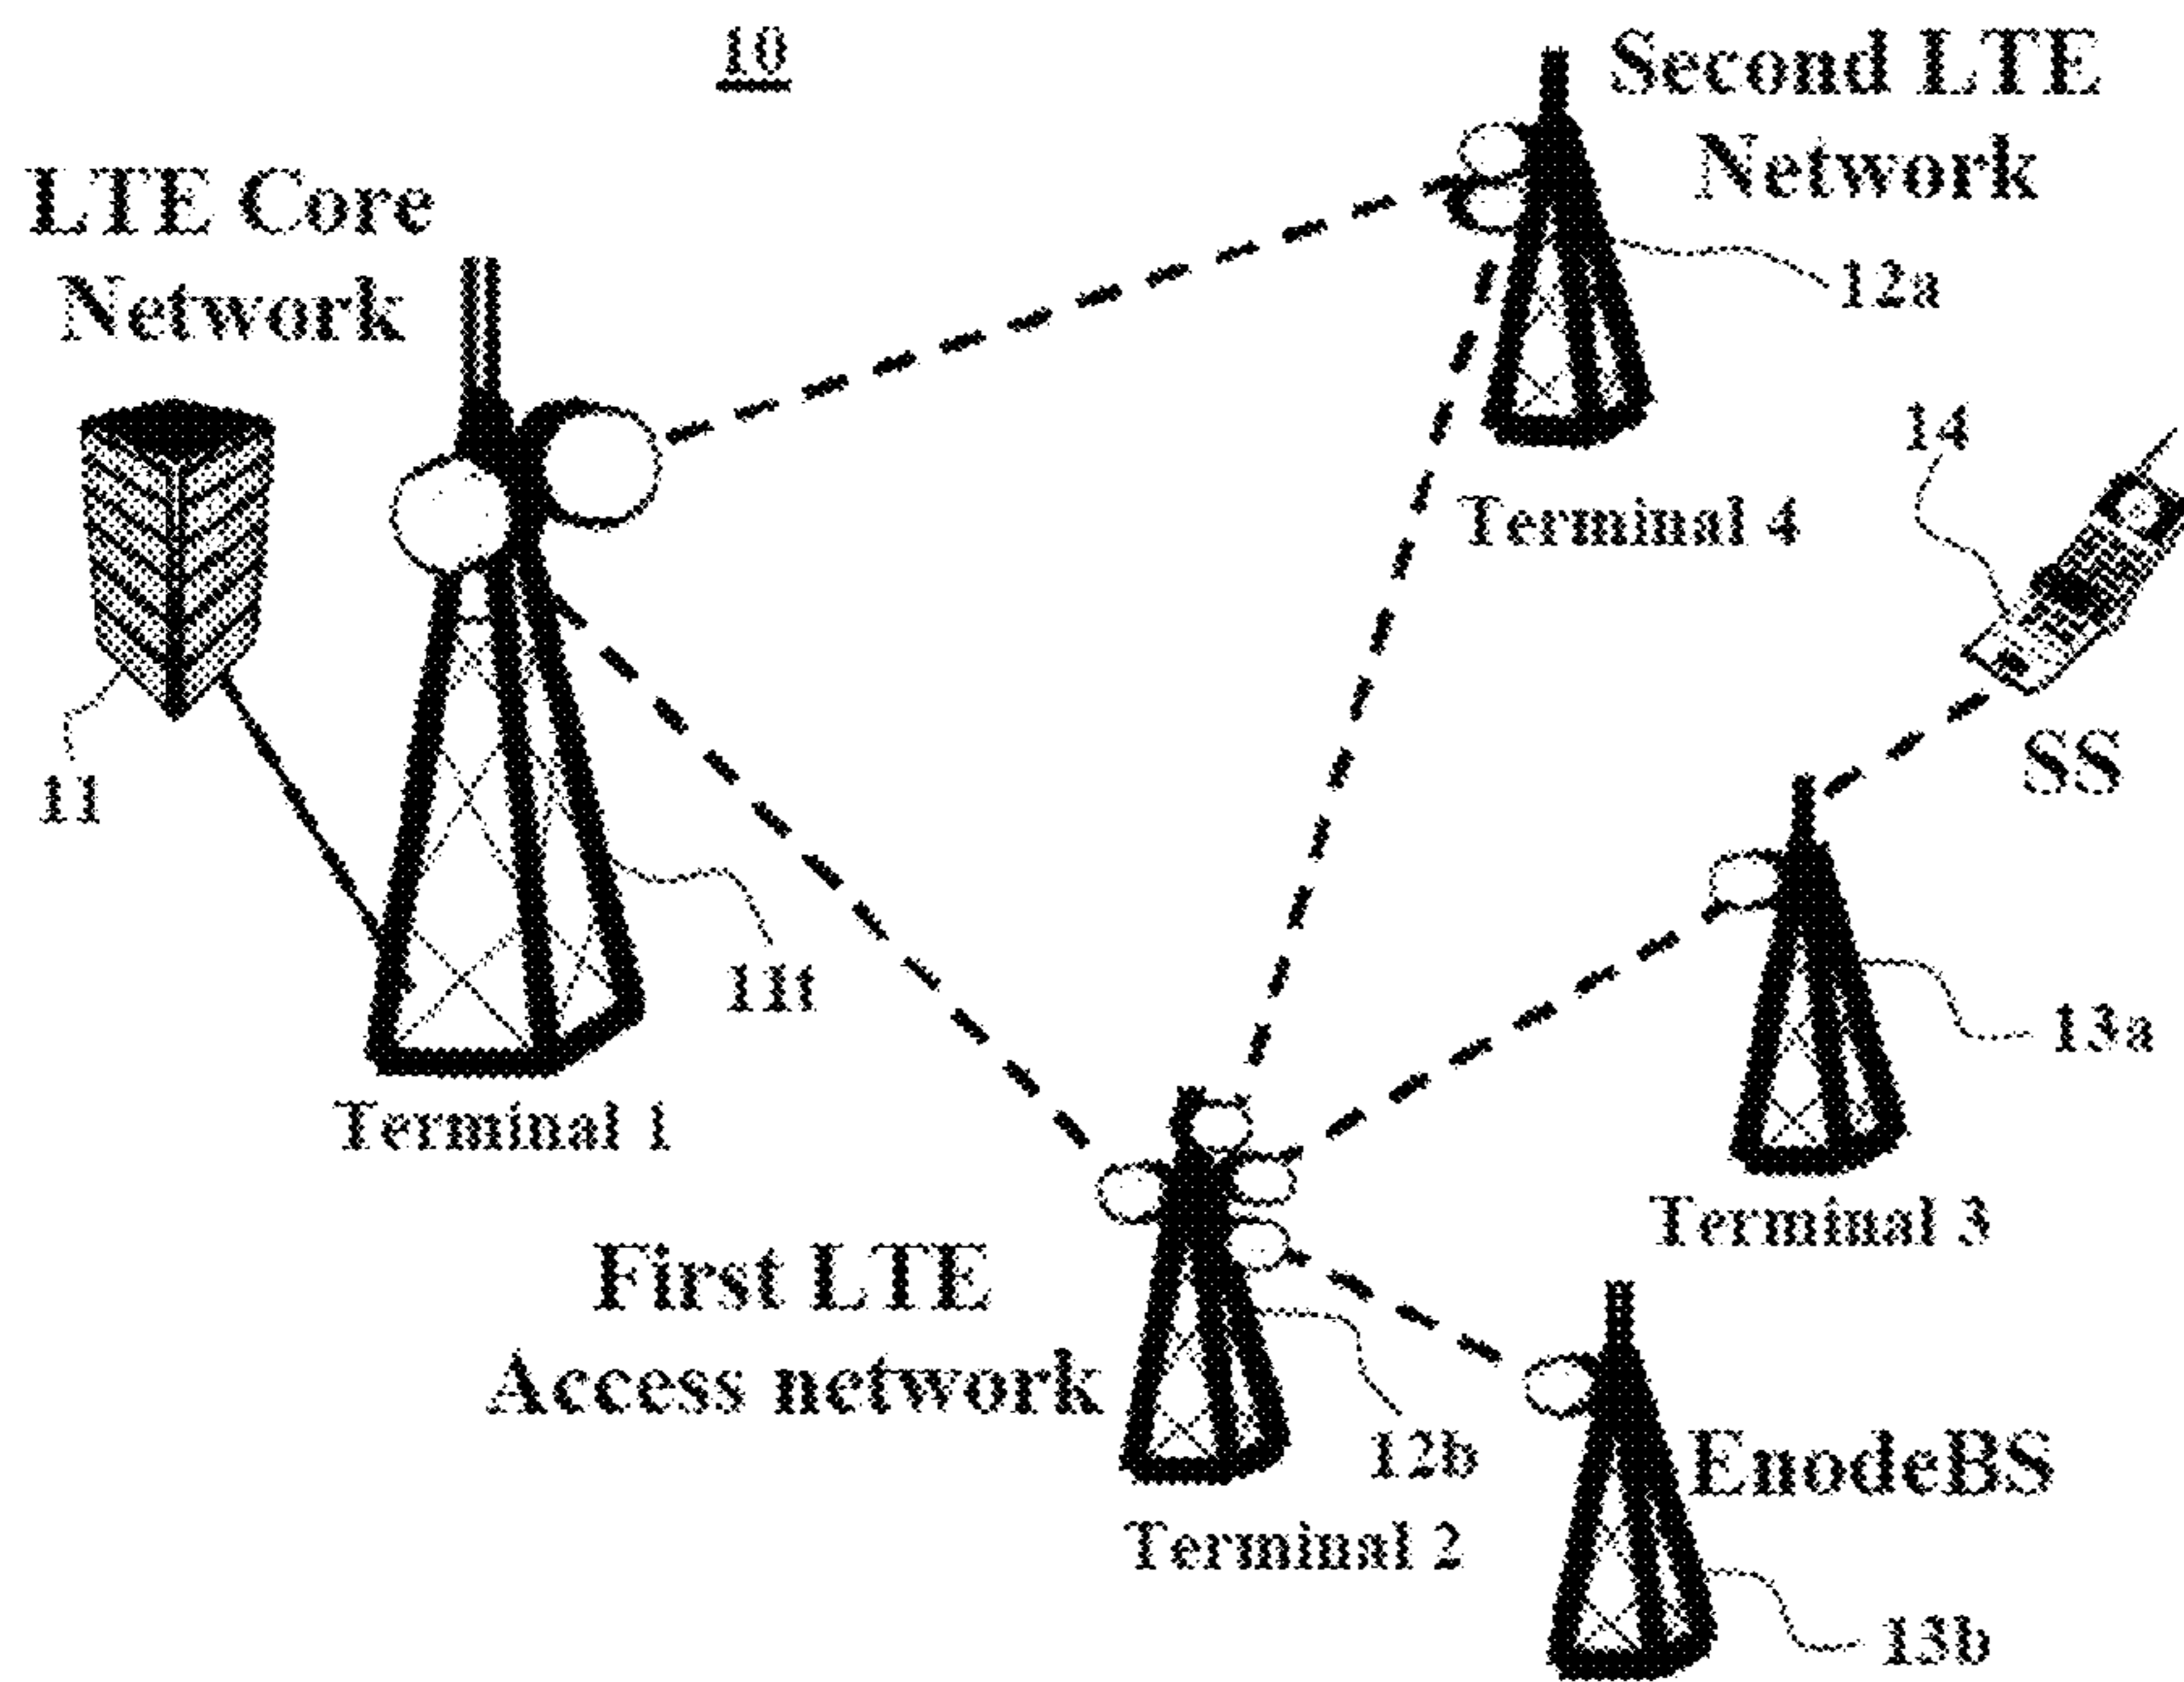 10
Second LTE
Network
LTE Core
Network
12a
14
Terminal 4
SS
11
11t
13a
Terminal 1
Terminal 3
First LTE
Access network
12b
EnodeBS
Terminal 2
13b